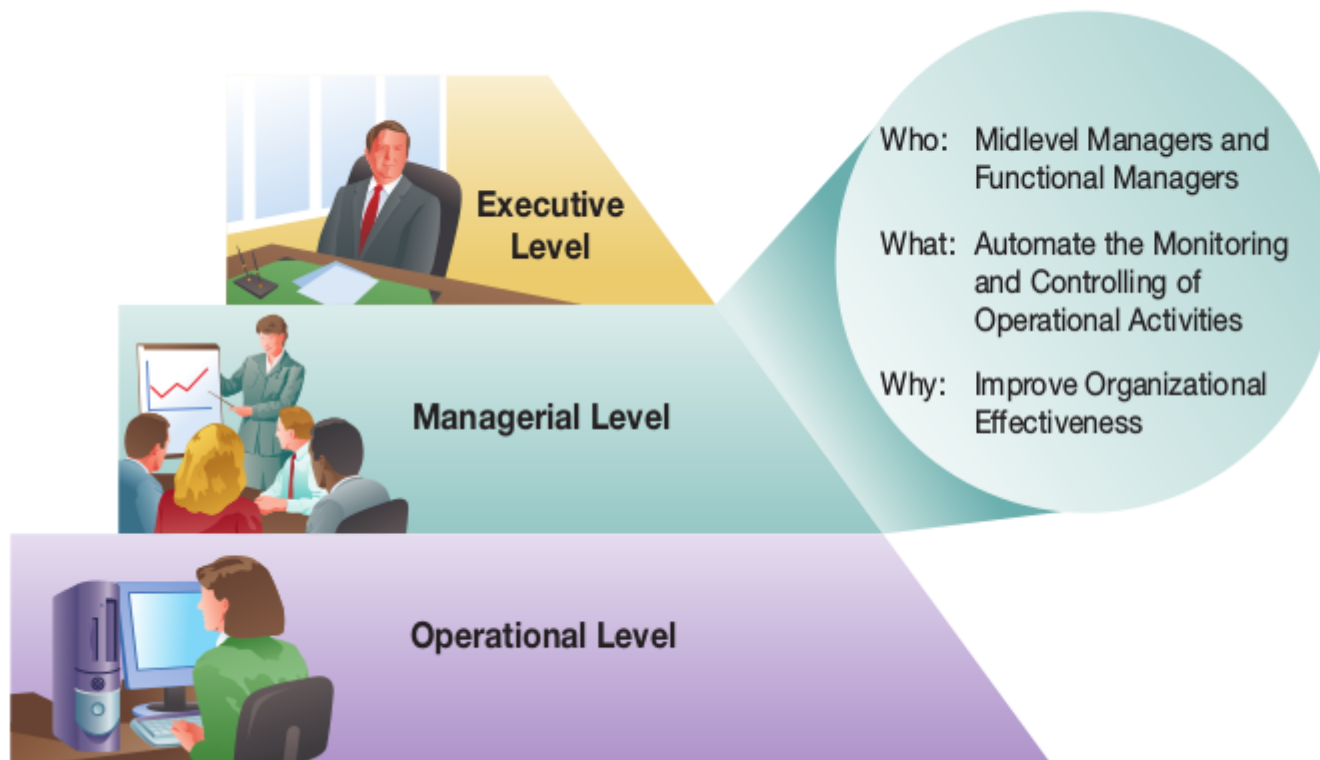 Executive
Level
Managerial Level
Operational Level
Who: Midlevel Managers and
Functional Managers
What: Automate the Monitoring
and Controlling of
Operational Activities
Why: Improve Organizational
Effectiveness